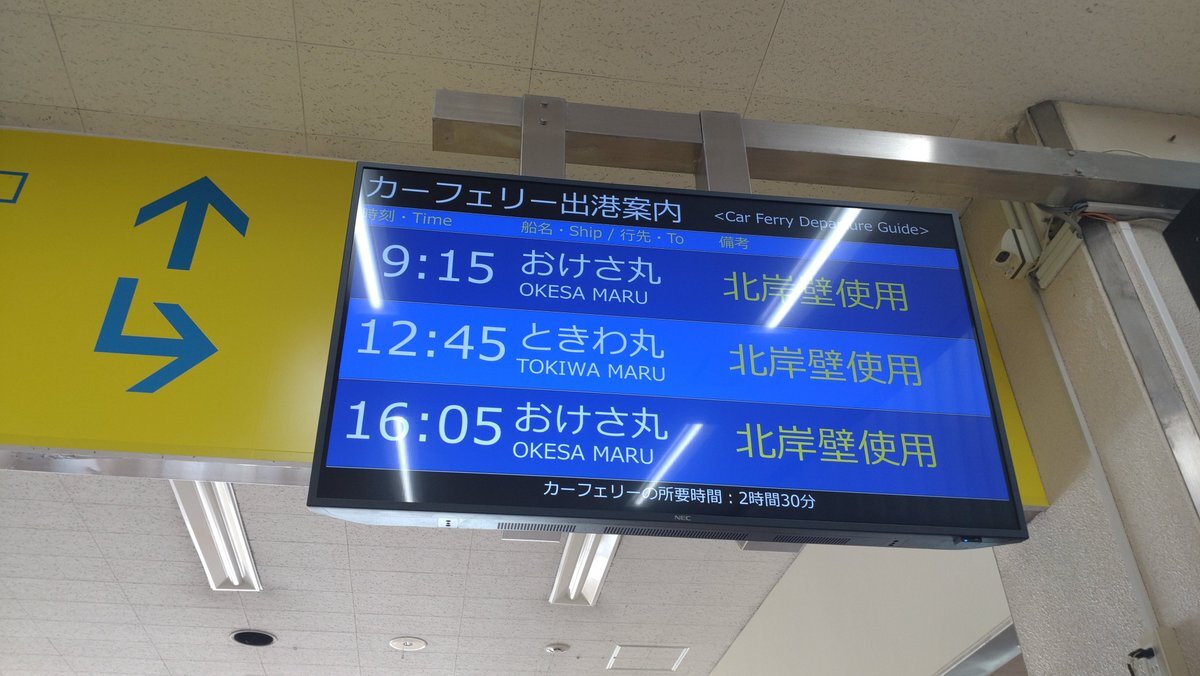 カーフェリー出港案内 <Car Ferry Departure Guide>
時刻・Time 船名・Ship / 行先・To 備考
9:15 おけさ丸 北岸壁使用
OKESA MARU
12:45 ときわ丸 北岸壁使用
TOKIWA MARU
16:05 おけさ丸 北岸壁使用
OKESA MARU
カーフェリーの所要時間：2時間30分
NEC